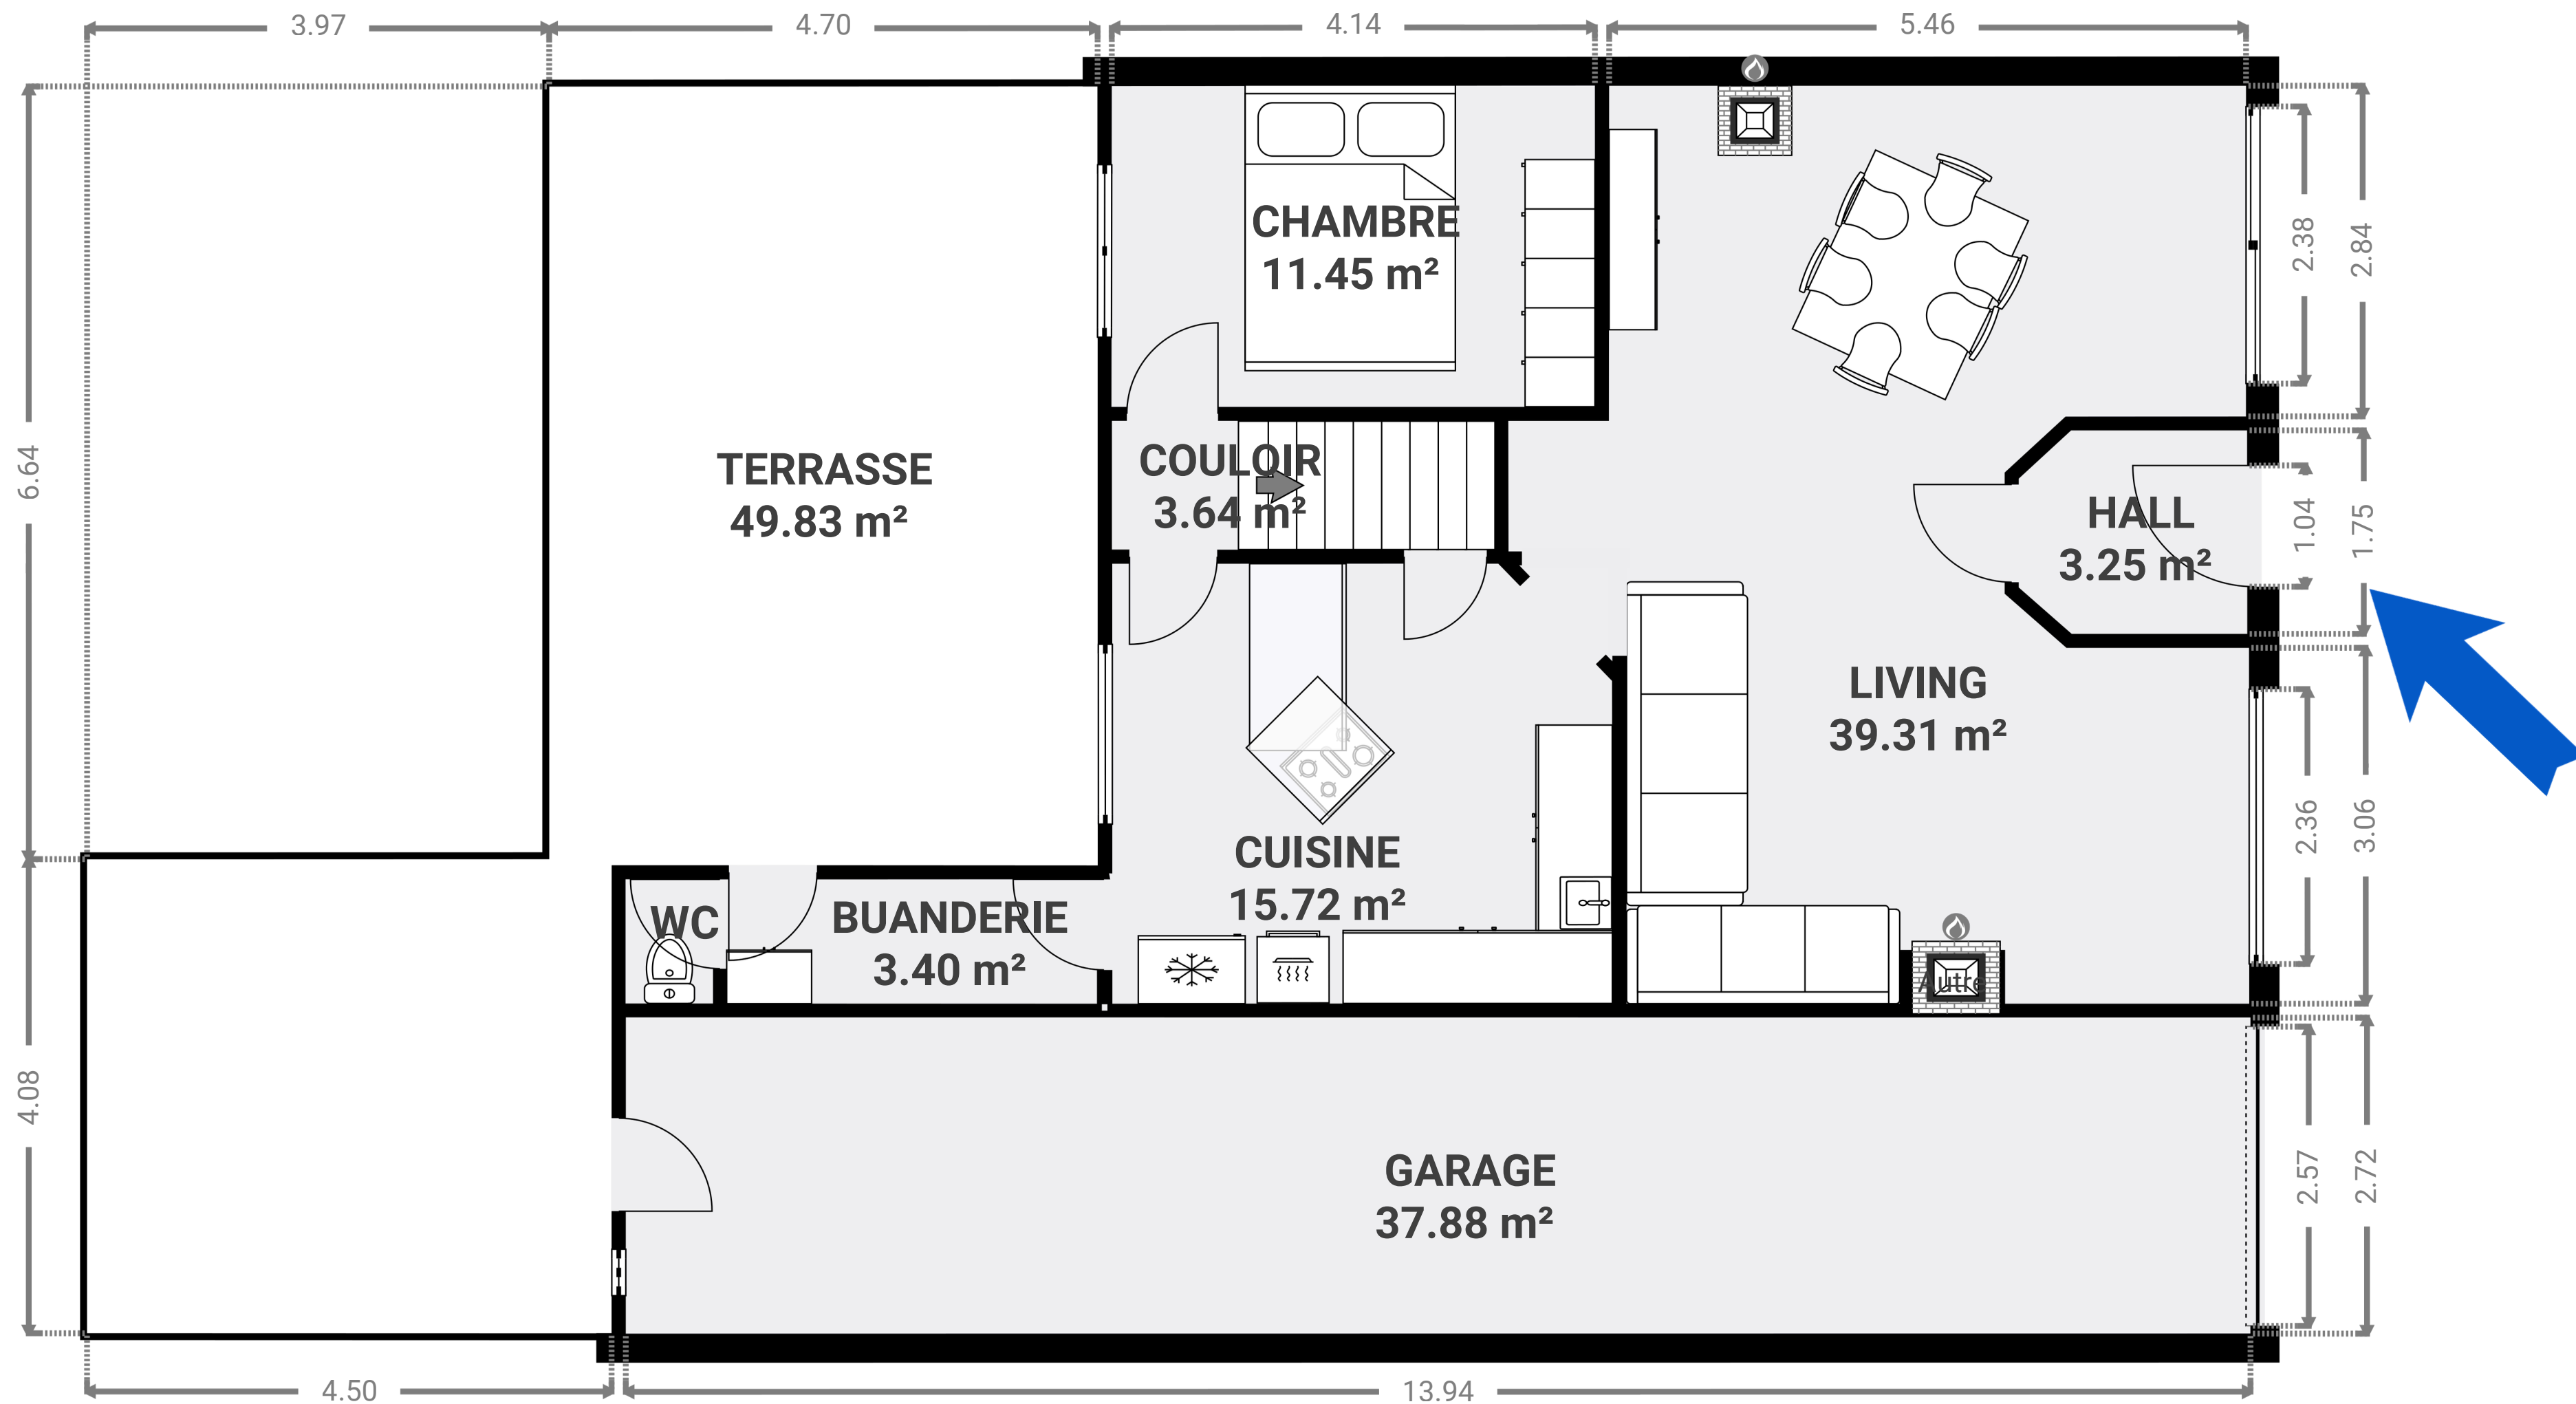 3.97
4.70
4.14
5.46
6.64
4.08
CHAMBRE
11.45 m²
TERRASSE
49.83 m²
COULOIR
3.64 m²
HALL
3.25 m²
LIVING
39.31 m²
CUISINE
15.72 m²
WC
BUANDERIE
3.40 m²
Autre
GARAGE
37.88 m²
2.38
2.84
1.04
1.75
2.36
3.06
2.57
2.72
4.50
13.94